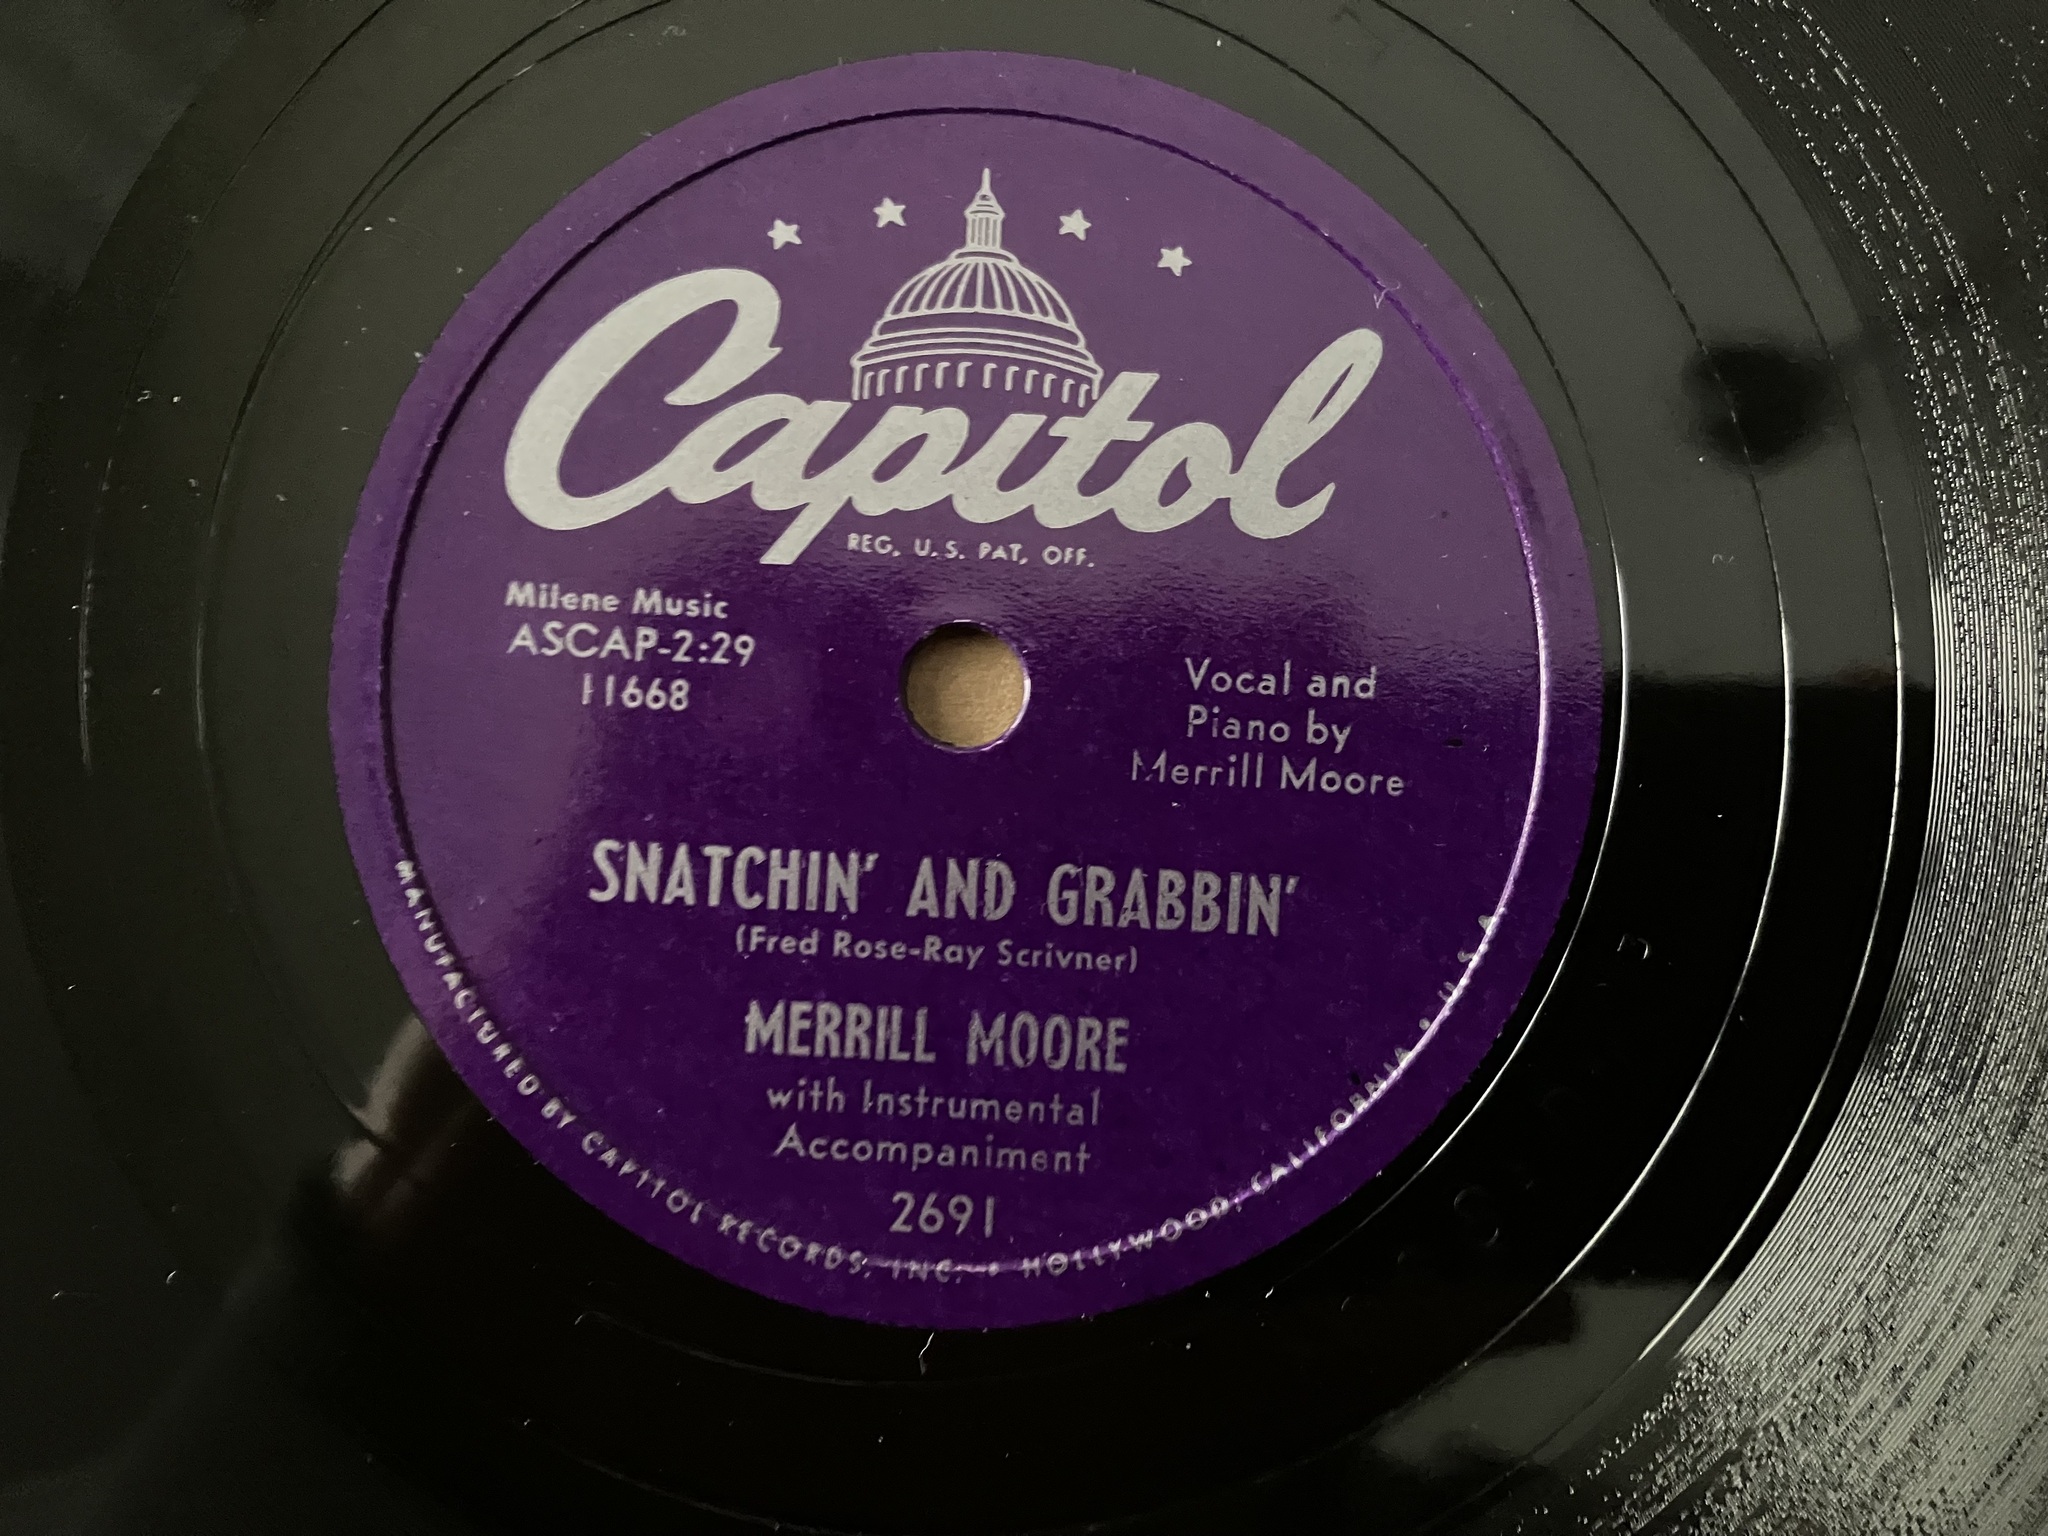 Capitol
REG. U.S. PAT. OFF.
Milene Music
ASCAP-2:29
11668
Vocal and
Piano by
Merrill Moore
SNATCHIN' AND GRABBIN'
(Fred Rose-Ray Scrivner)
MERRILL MOORE
with Instrumental
Accompaniment
2691
MANUFACTURED BY CAPITOL RECORDS, INC. • HOLLYWOOD, CALIFORNIA • U.S.A.